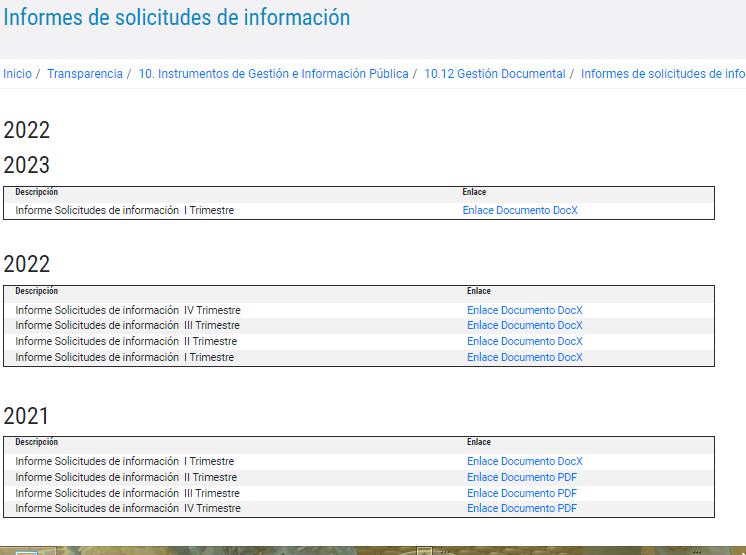 Informes de solicitudes de información
Inicio / Transparencia / 10. Instrumentos de Gestión e Información Pública / 10.12 Gestión Documental / Informes de solicitudes de info
2022
2023
Descripción Enlace
Informe Solicitudes de información I Trimestre Enlace Documento DocX
2022
Descripción Enlace
Informe Solicitudes de información IV Trimestre Enlace Documento DocX
Informe Solicitudes de información III Trimestre Enlace Documento DocX
Informe Solicitudes de información II Trimestre Enlace Documento DocX
Informe Solicitudes de información I Trimestre Enlace Documento DocX
2021
Descripción Enlace
Informe Solicitudes de información I Trimestre Enlace Documento DocX
Informe Solicitudes de información II Trimestre Enlace Documento PDF
Informe Solicitudes de información III Trimestre Enlace Documento PDF
Informe Solicitudes de información IV Trimestre Enlace Documento PDF